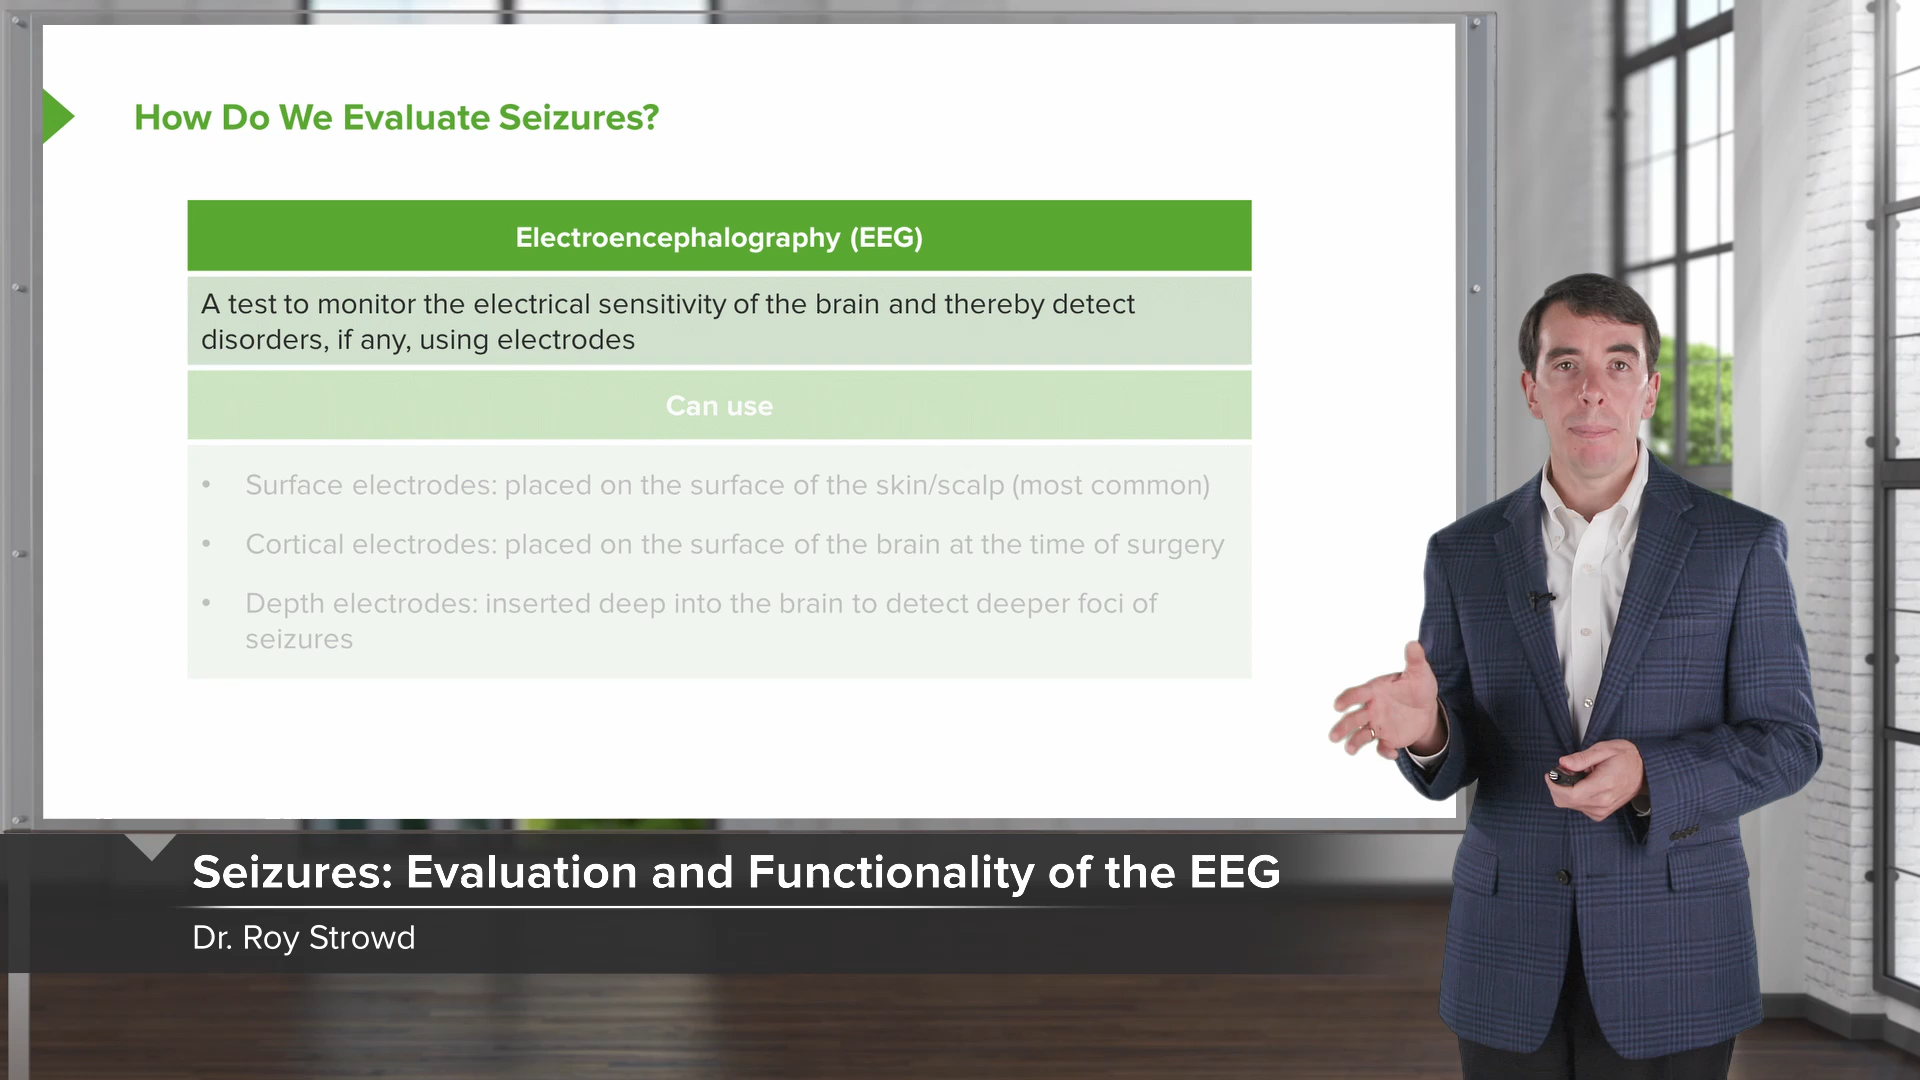 How Do We Evaluate Seizures?
Electroencephalography (EEG)
A test to monitor the electrical sensitivity of the brain and thereby detect
disorders, if any, using electrodes
Can use
• Surface electrodes: placed on the surface of the skin/scalp (most common)
• Cortical electrodes: placed on the surface of the brain at the time of surgery
• Depth electrodes: inserted deep into the brain to detect deeper foci of
seizures
Seizures: Evaluation and Functionality of the EEG
Dr. Roy Strowd